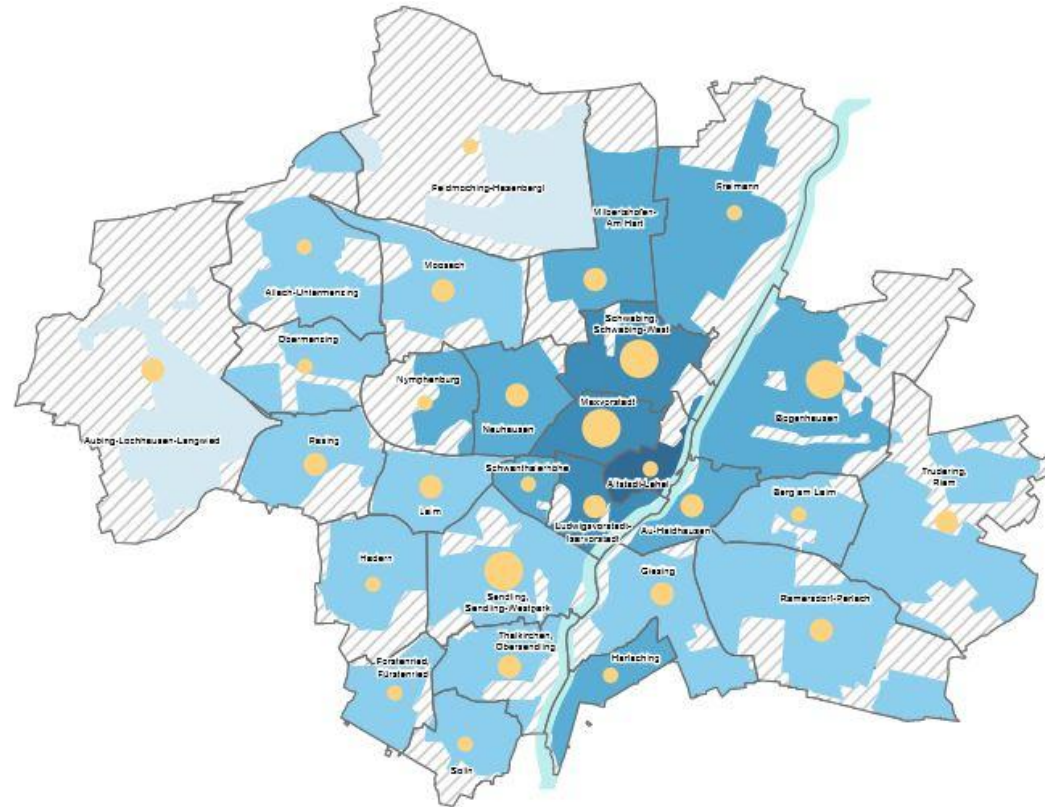 Feldmoching-Hasenbergl
Freimann
Milbertshofen-
Am Hart
Moosach
Allach-Untermenzing
Schwabing,
Schwabing-West
Obermenzing
Nymphenburg
Maxvorstadt
Bogenhausen
Neuhausen
Aubing-Lochhausen-Langwied
Pasing
Schwanthalerhöhe
Trudering,
Riem
Altstadt-Lehel
Laim
Berg am Laim
Au-Haidhausen
Ludwigsvorstadt-
Isarvorstadt
Hadern
Giesing
Sendling,
Sendling-Westpark
Ramersdorf-Perlach
Thalkirchen,
Obersendling
Harlaching
Forstenried,
Fürstenried
Solln